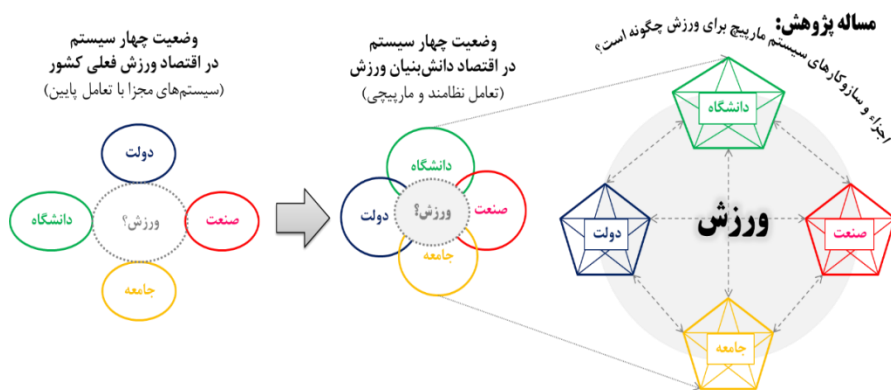 مساله پژوهش:
اجزاء و سازوکارهای سیستم مارپیچ برای ورزش چگونه است؟
دانشگاه
دولت
ورزش
صنعت
جامعه
وضعیت چهار سیستم
در اقتصاد دانش‌بنیان ورزش
(تعامل نظامند و مارپیچی)
دانشگاه
دولت
ورزش؟
صنعت
جامعه
وضعیت چهار سیستم
در اقتصاد ورزش فعلی کشور
(سیستم‌های مجزا با تعامل پایین)
دولت
صنعت
ورزش؟
دانشگاه
جامعه